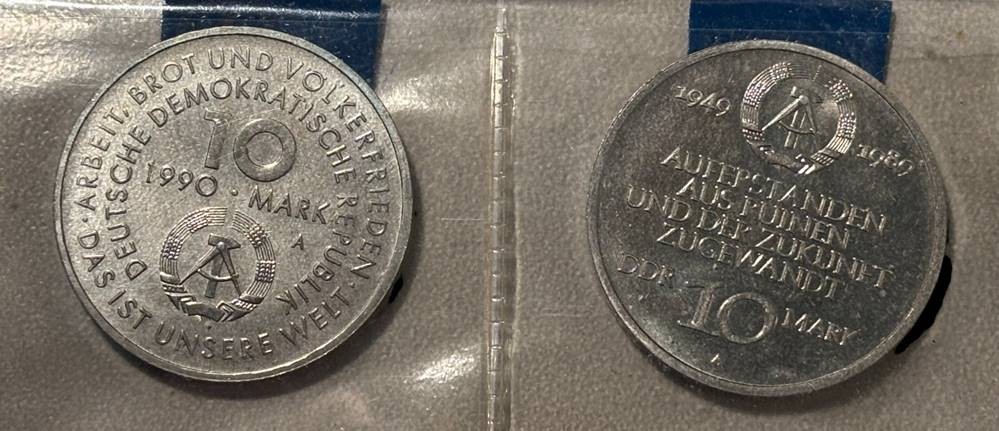 DAS IST UNSERE WELT · ARBEIT, BROT UND VÖLKERFRIEDEN ·
DEUTSCHE DEMOKRATISCHE REPUBLIK
10
1990 · MARK
A
1949 1989
AUFERSTANDEN
AUS RUINEN
UND DER ZUKUNFT
ZUGEWANDT
DDR 10 MARK
A